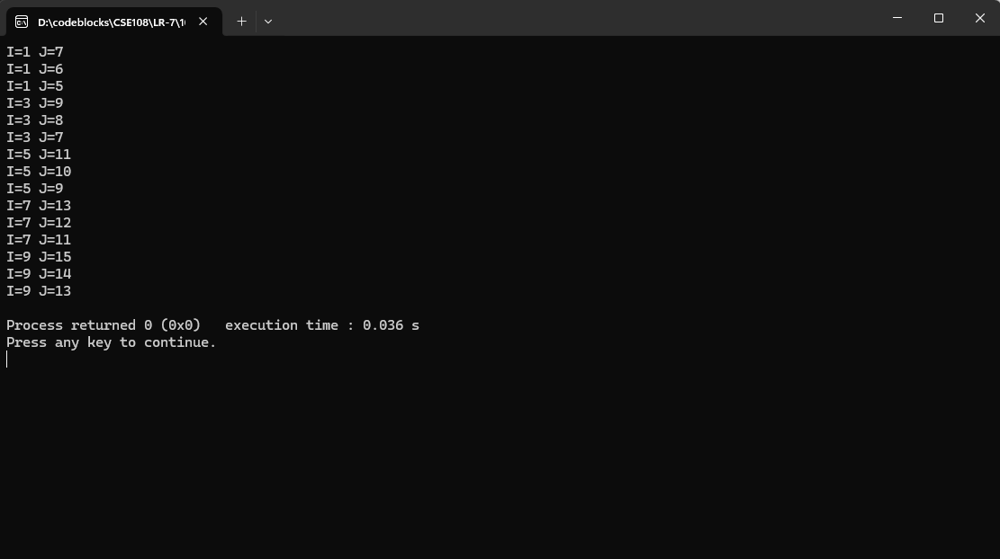 D:\codeblocks\CSE108\LR-7\1
I=1 J=7
I=1 J=6
I=1 J=5
I=3 J=9
I=3 J=8
I=3 J=7
I=5 J=11
I=5 J=10
I=5 J=9
I=7 J=13
I=7 J=12
I=7 J=11
I=9 J=15
I=9 J=14
I=9 J=13
Process returned 0 (0x0)   execution time : 0.036 s
Press any key to continue.